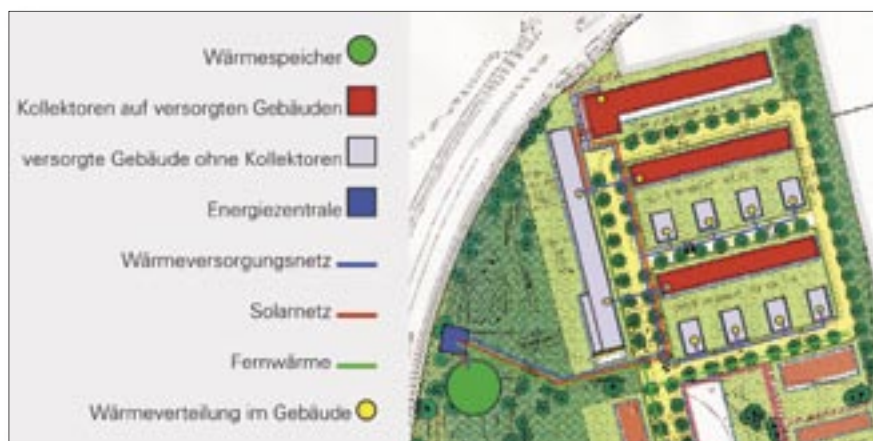 Wärmespeicher
Kollektoren auf versorgten Gebäuden
versorgte Gebäude ohne Kollektoren
Energiezentrale
Wärmeversorgungsnetz
Solarnetz
Fernwärme
Wärmeverteilung im Gebäude